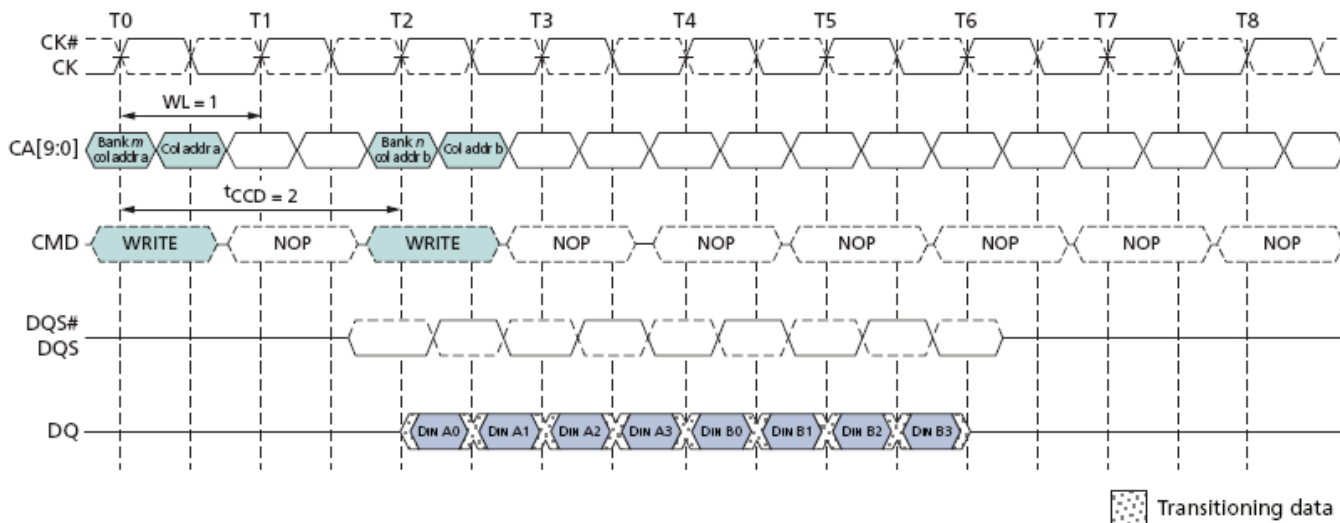 T0 T1 T2 T3 T4 T5 T6 T7 T8
CK#
CK
WL = 1
CA[9:0]
Bank m
col addr a
Col addr a
Bank n
col addr b
Col addr b
tCCD = 2
CMD
WRITE NOP WRITE NOP NOP NOP NOP NOP NOP
DQS#
DQS
DQ
DIN A0 DIN A1 DIN A2 DIN A3 DIN B0 DIN B1 DIN B2 DIN B3
Transitioning data